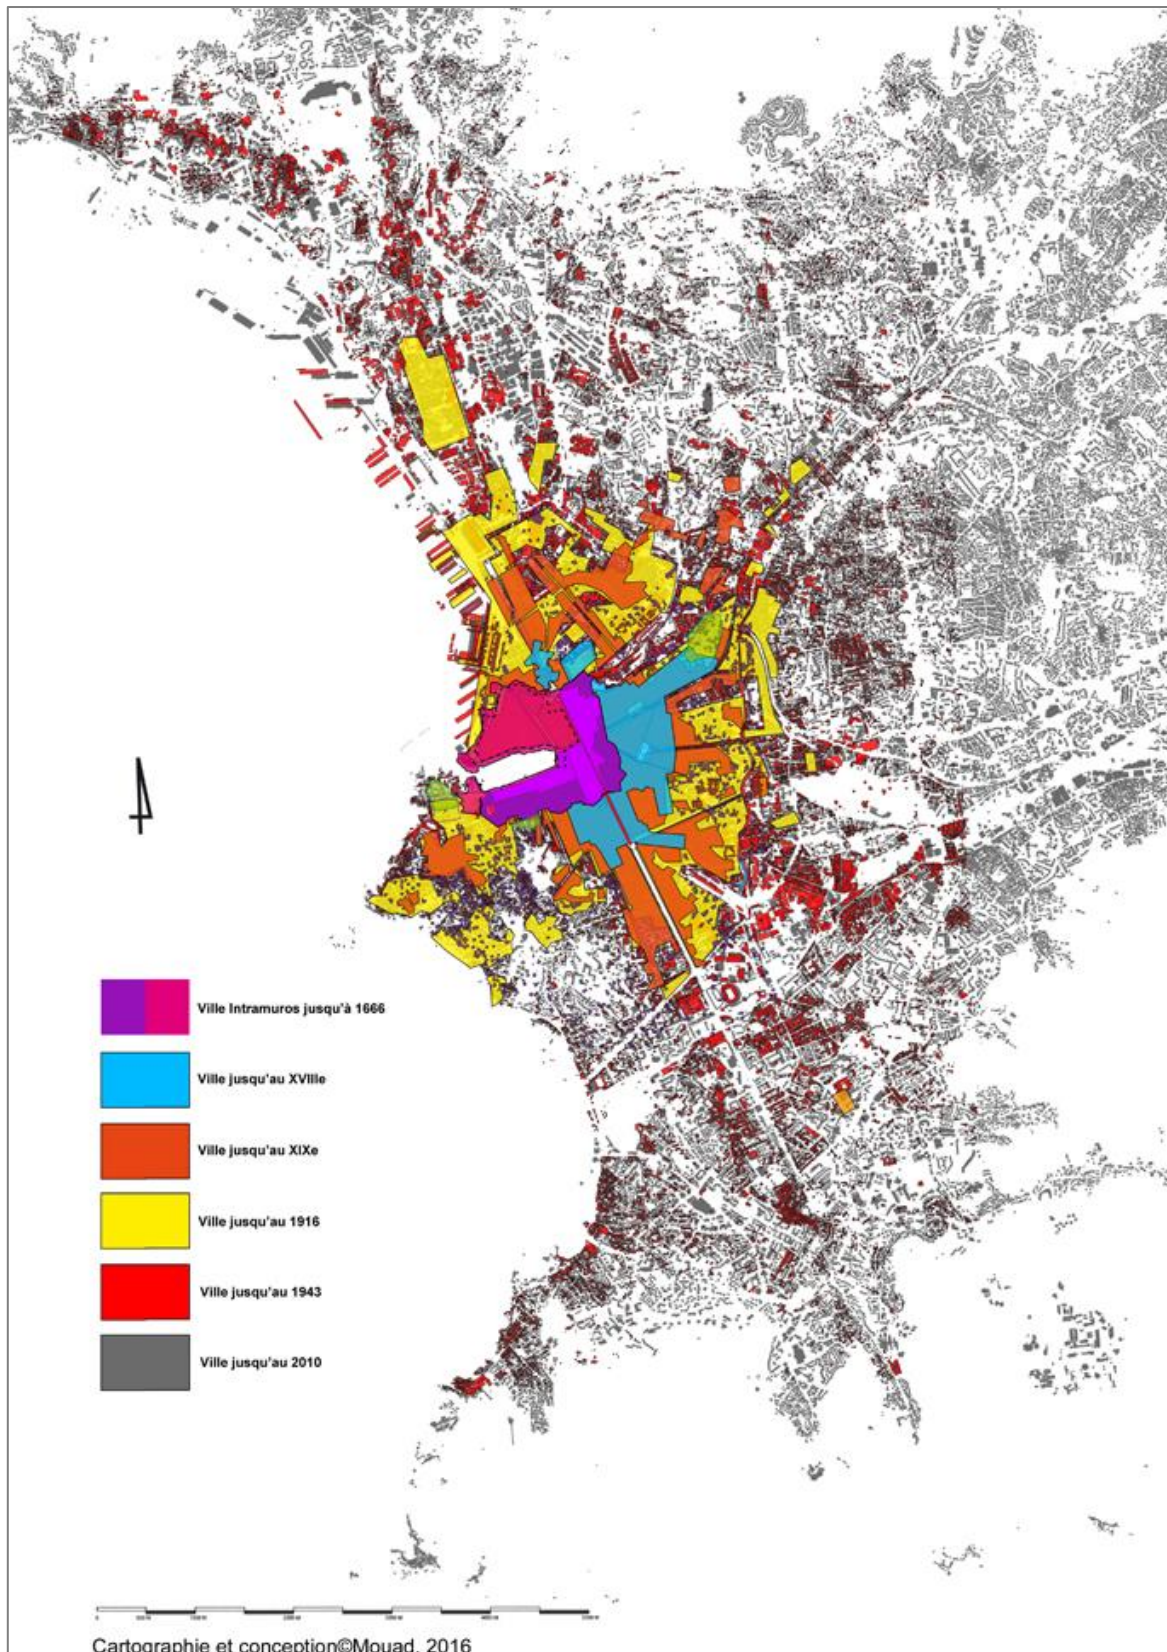 Ville Intramuros jusqu'à 1666
Ville jusqu'au XVIIIe
Ville jusqu'au XIXe
Ville jusqu'au 1916
Ville jusqu'au 1943
Ville jusqu'au 2010
Cartographie et conception©Mouad, 2016